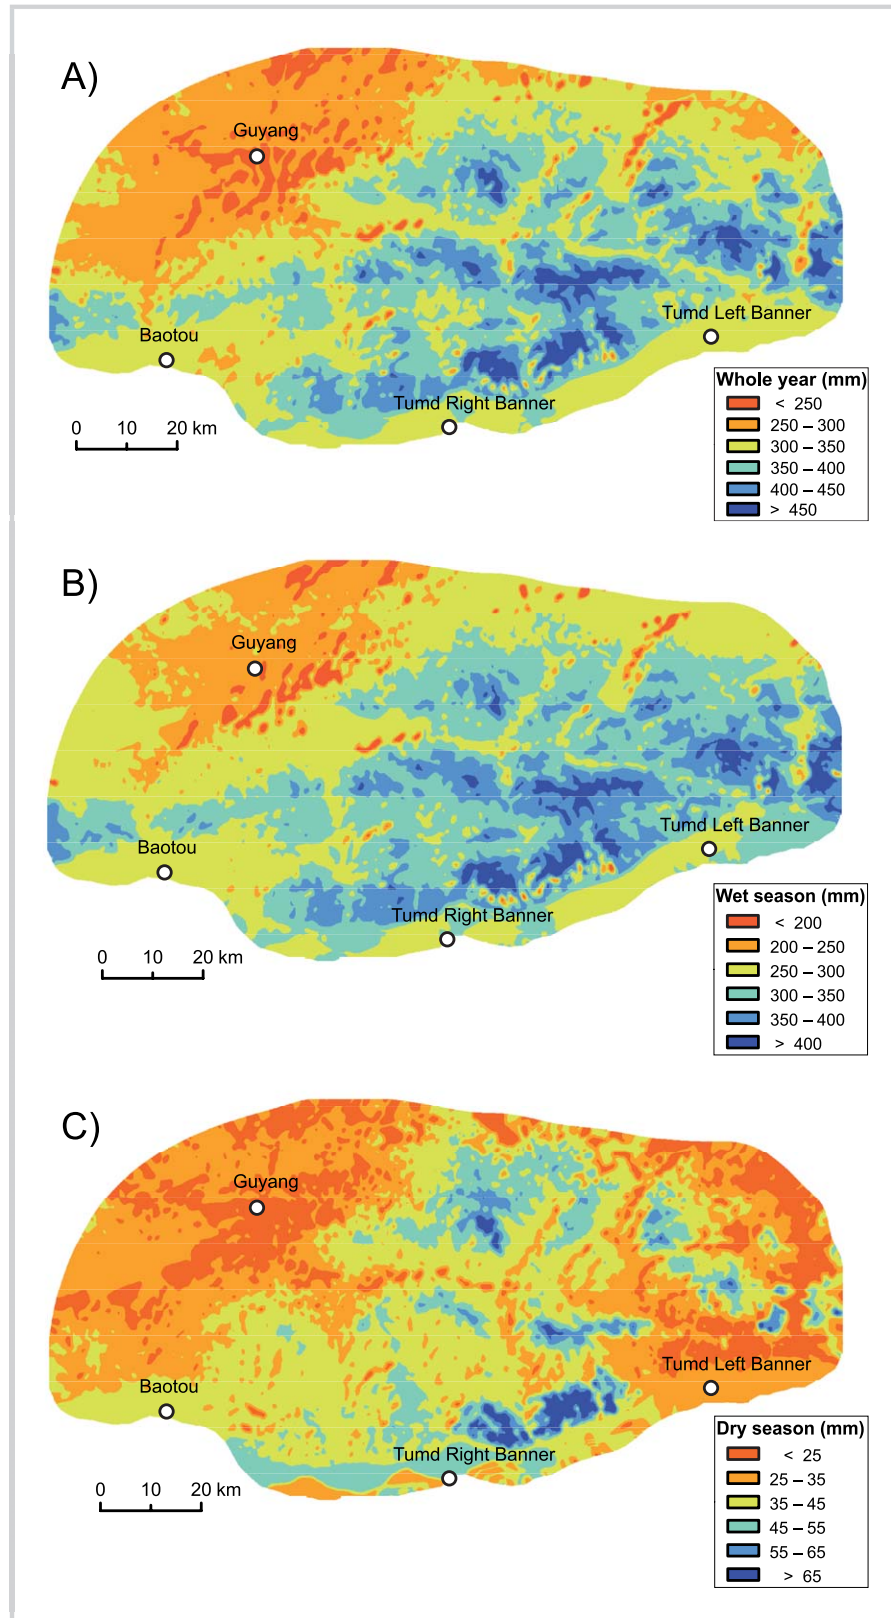 A)
Guyang
Baotou
Tumd Left Banner
Tumd Right Banner
0 10 20 km
Whole year (mm)
< 250
250 – 300
300 – 350
350 – 400
400 – 450
> 450
B)
Guyang
Baotou
Tumd Left Banner
Tumd Right Banner
0 10 20 km
Wet season (mm)
< 200
200 – 250
250 – 300
300 – 350
350 – 400
> 400
C)
Guyang
Baotou
Tumd Left Banner
Tumd Right Banner
0 10 20 km
Dry season (mm)
< 25
25 – 35
35 – 45
45 – 55
55 – 65
> 65